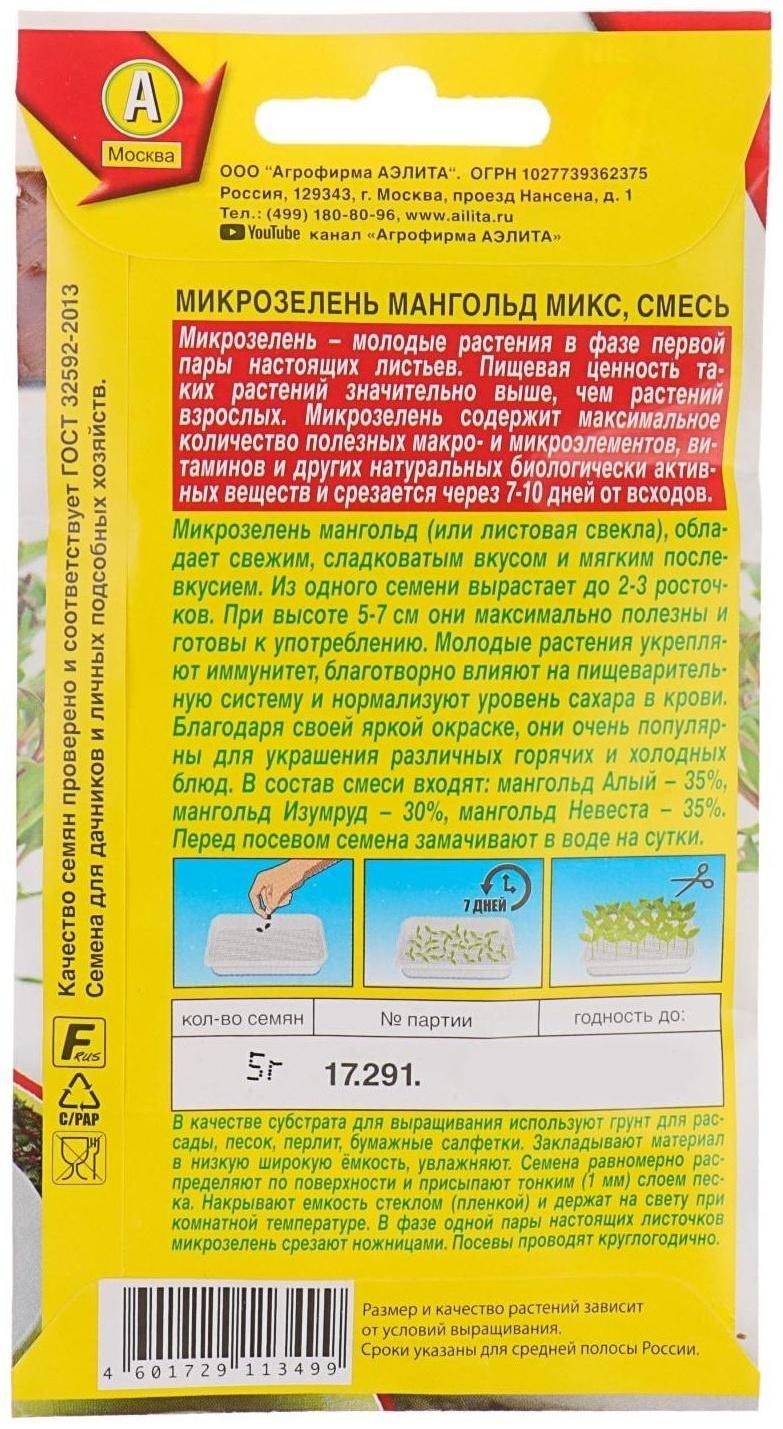 А
Москва
ООО "Агрофирма АЭЛИТА". ОГРН 1027739362375
Россия, 129343, г. Москва, проезд Нансена, д. 1
Тел.: (499) 180-80-96, www.ailita.ru
YouTube канал «Агрофирма АЭЛИТА»
МИКРОЗЕЛЕНЬ МАНГОЛЬД МИКС, СМЕСЬ
Микрозелень – молодые растения в фазе первой
пары настоящих листьев. Пищевая ценность та-
ких растений значительно выше, чем растений
взрослых. Микрозелень содержит максимальное
количество полезных макро- и микроэлементов, ви-
таминов и других натуральных биологически актив-
ных веществ и срезается через 7-10 дней от всходов.
Микрозелень мангольд (или листовая свекла), обла-
дает свежим, сладковатым вкусом и мягким после-
вкусием. Из одного семени вырастает до 2-3 росточ-
ков. При высоте 5-7 см они максимально полезны и
готовы к употреблению. Молодые растения укрепля-
ют иммунитет, благотворно влияют на пищеваритель-
ную систему и нормализуют уровень сахара в крови.
Благодаря своей яркой окраске, они очень популяр-
ны для украшения различных горячих и холодных
блюд. В состав смеси входят: мангольд Алый – 35%,
мангольд Изумруд – 30%, мангольд Невеста – 35%.
Перед посевом семена замачивают в воде на сутки.
7 ДНЕЙ
кол-во семян
№ партии
годность до:
5г
17.291.
В качестве субстрата для выращивания используют грунт для рас-
сады, песок, перлит, бумажные салфетки. Закладывают материал
в низкую широкую ёмкость, увлажняют. Семена равномерно рас-
пределяют по поверхности и присыпают тонким (1 мм) слоем пес-
ка. Накрывают емкость стеклом (пленкой) и держат на свету при
комнатной температуре. В фазе одной пары настоящих листочков
микрозелень срезают ножницами. Посевы проводят круглогодично.
Качество семян проверено и соответствует ГОСТ 32592-2013
Семена для дачников и личных подсобных хозяйств.
F RUS
C/PAP
4 601729 113499
Размер и качество растений зависит
от условий выращивания.
Сроки указаны для средней полосы России.